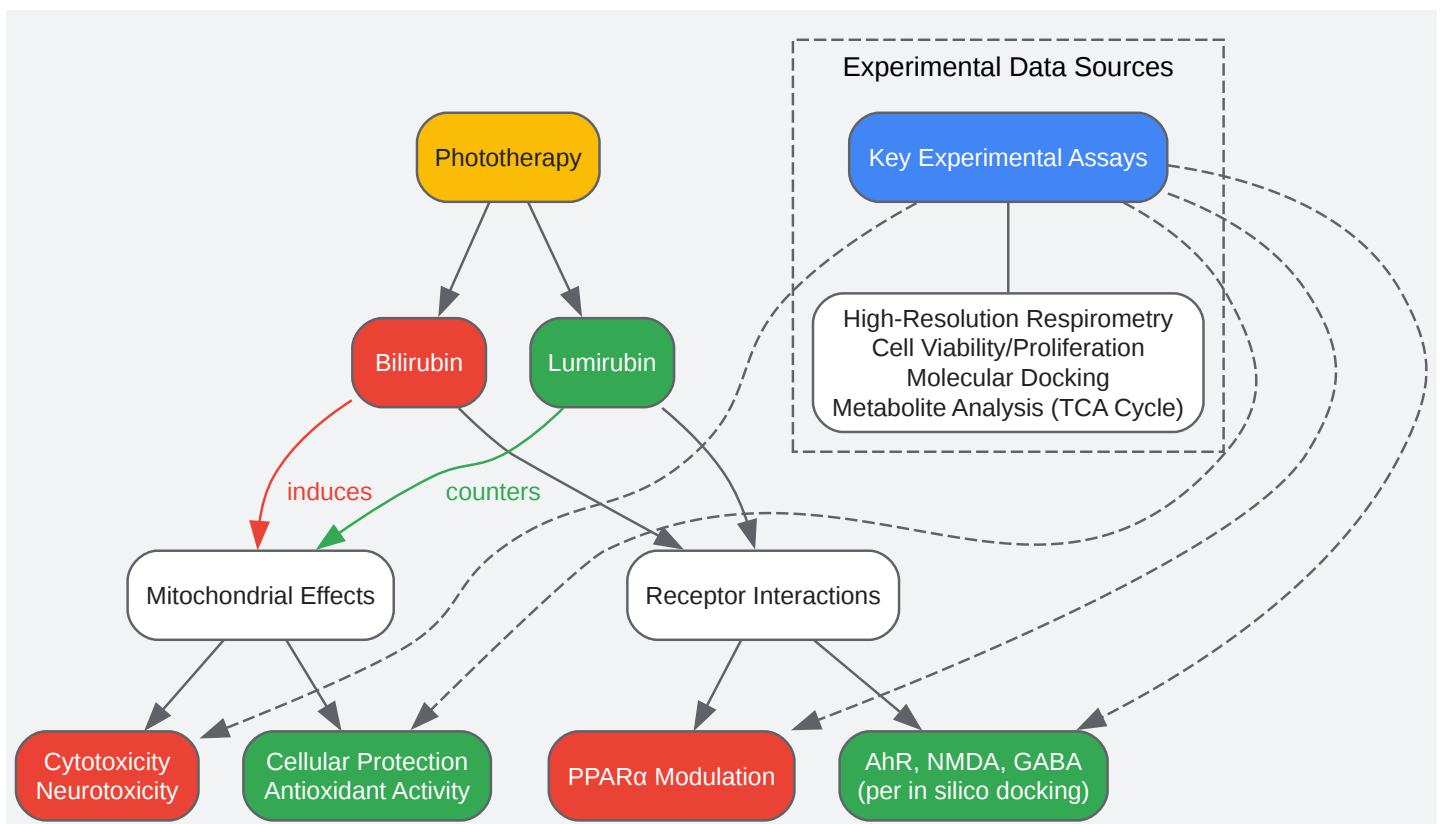 Experimental Data Sources
Phototherapy
Key Experimental Assays
Bilirubin
Lumirubin
High-Resolution Respirometry
Cell Viability/Proliferation
Molecular Docking
Metabolite Analysis (TCA Cycle)
induces
counters
Mitochondrial Effects
Receptor Interactions
Cytotoxicity
Neurotoxicity
Cellular Protection
Antioxidant Activity
PPARα Modulation
AhR, NMDA, GABA
(per in silico docking)